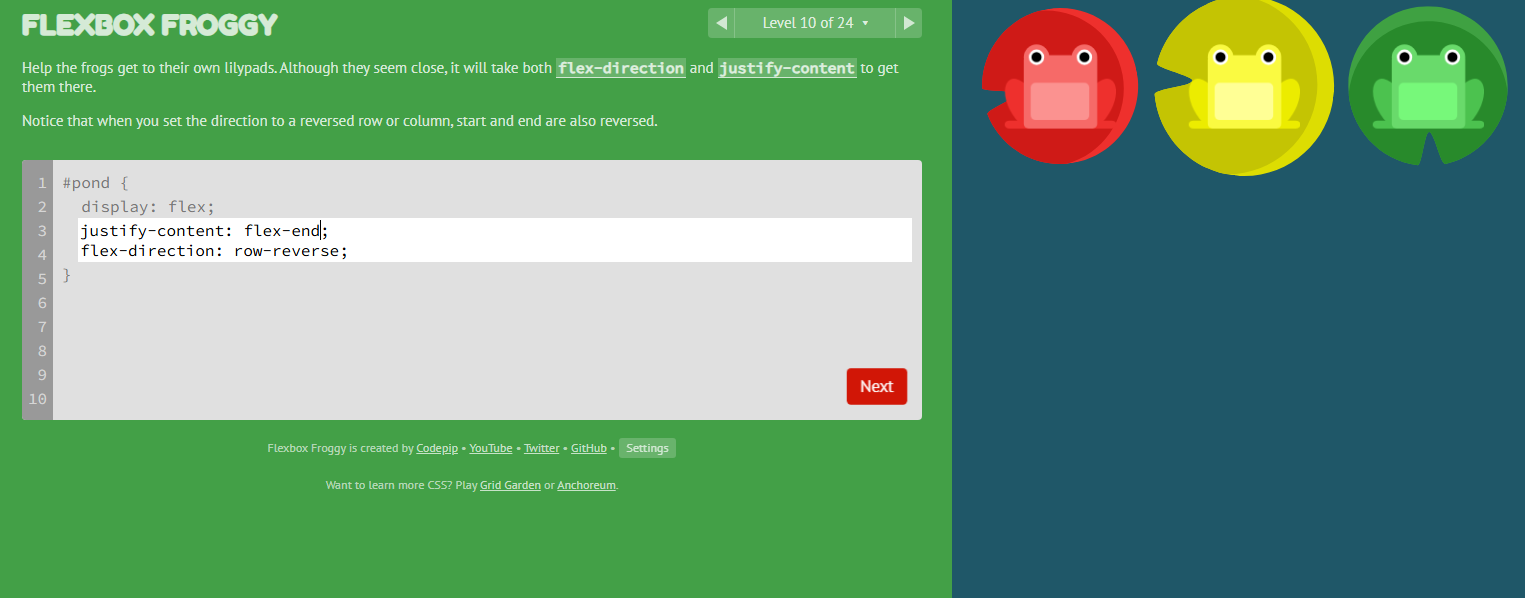 FLEXBOX FROGGY
◀ Level 10 of 24 ▾ ▶
Help the frogs get to their own lilypads. Although they seem close, it will take both flex-direction and justify-content to get
them there.
Notice that when you set the direction to a reversed row or column, start and end are also reversed.
1 #pond {
2 display: flex;
3 justify-content: flex-end;
4 flex-direction: row-reverse;
5 }
6
7
8
9
10
Next
Flexbox Froggy is created by Codepip • YouTube • Twitter • GitHub • Settings
Want to learn more CSS? Play Grid Garden or Anchoreum.